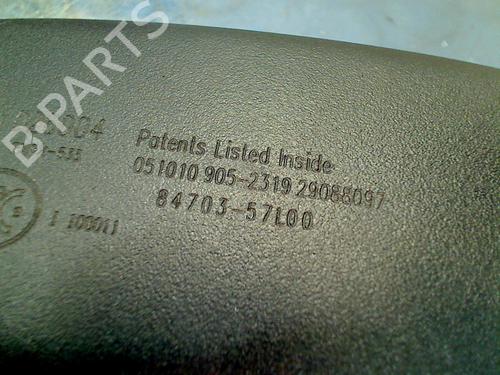 B-PARTS
Patents Listed Inside
051010 905-2319 29088097
84703-57L00